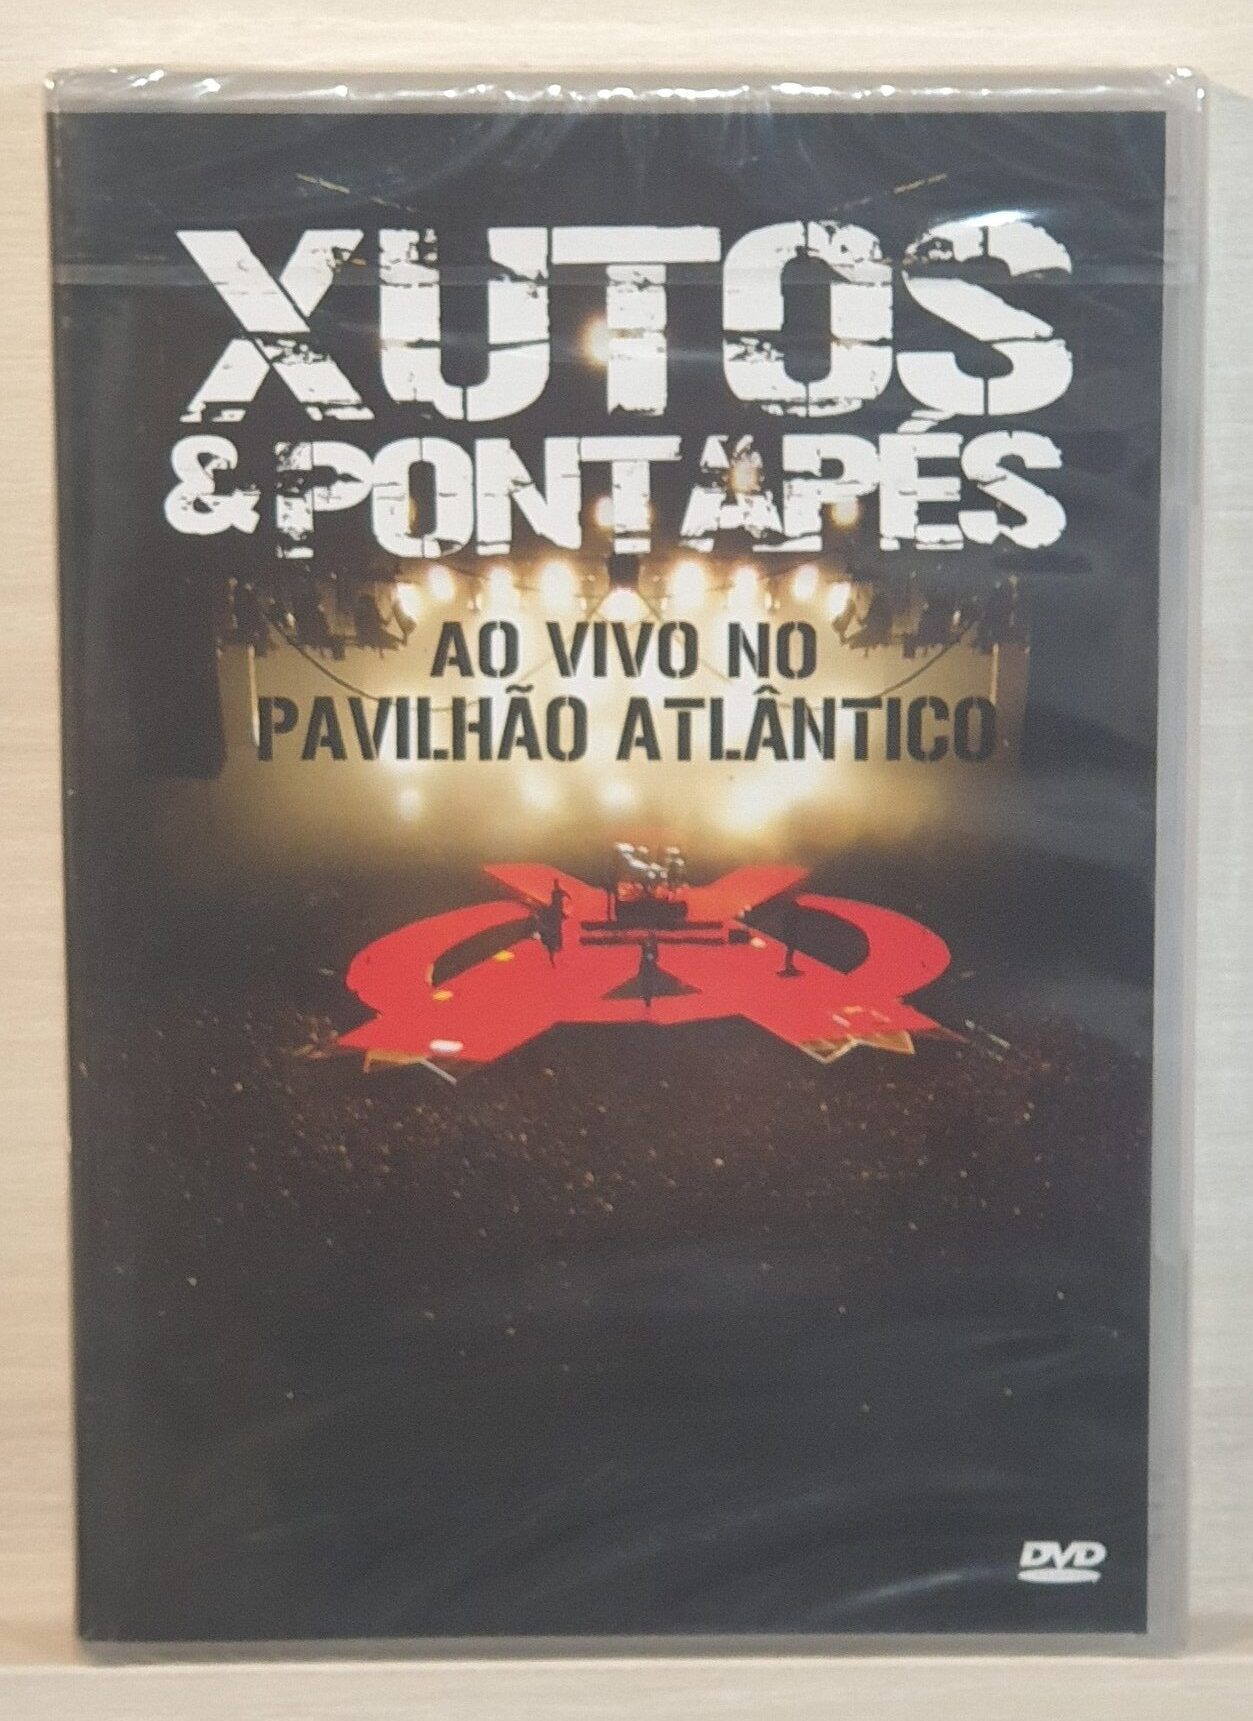 XUTOS
& PONTAPÉS
AO VIVO NO
PAVILHÃO ATLÂNTICO
DVD